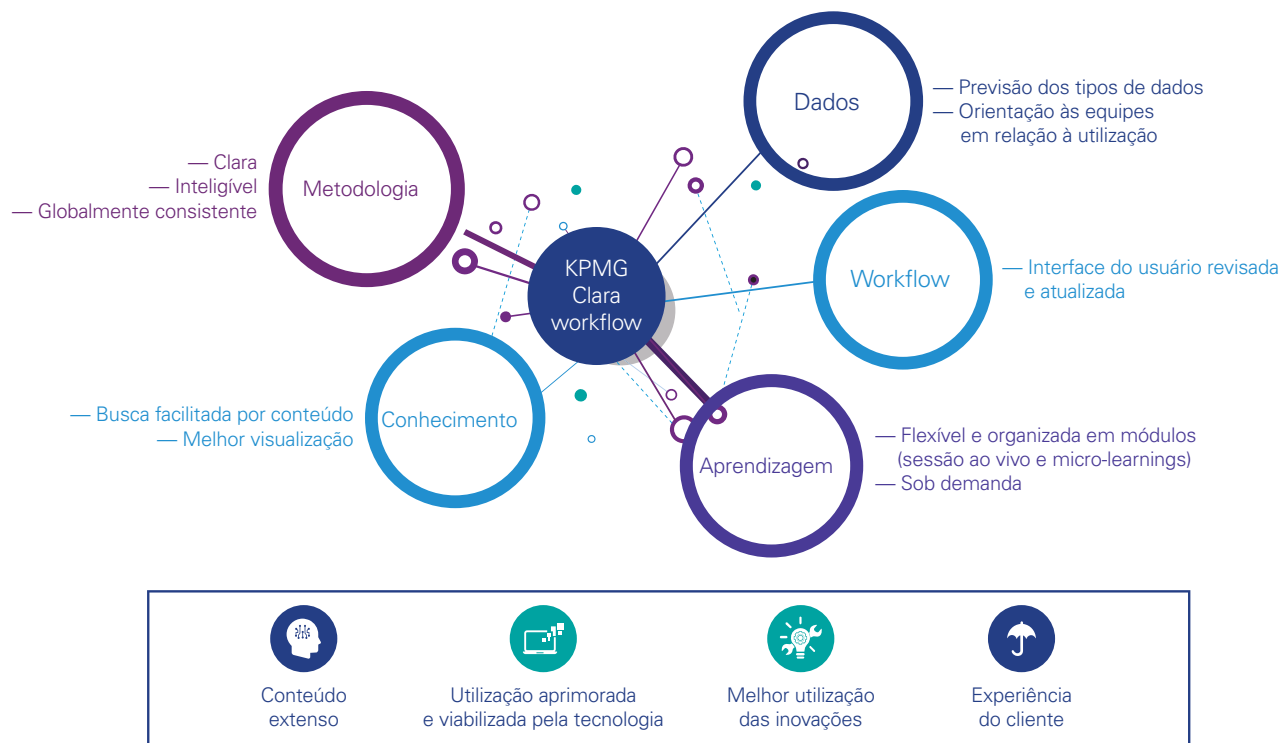 Dados
— Previsão dos tipos de dados
— Orientação às equipes
em relação à utilização
Metodologia
— Clara
— Inteligível
— Globalmente consistente
KPMG
Clara
workflow
Workflow
— Interface do usuário revisada
e atualizada
Conhecimento
— Busca facilitada por conteúdo
— Melhor visualização
Aprendizagem
— Flexível e organizada em módulos
(sessão ao vivo e micro-learnings)
— Sob demanda
Conteúdo
extenso
Utilização aprimorada
e viabilizada pela tecnologia
Melhor utilização
das inovações
Experiência
do cliente